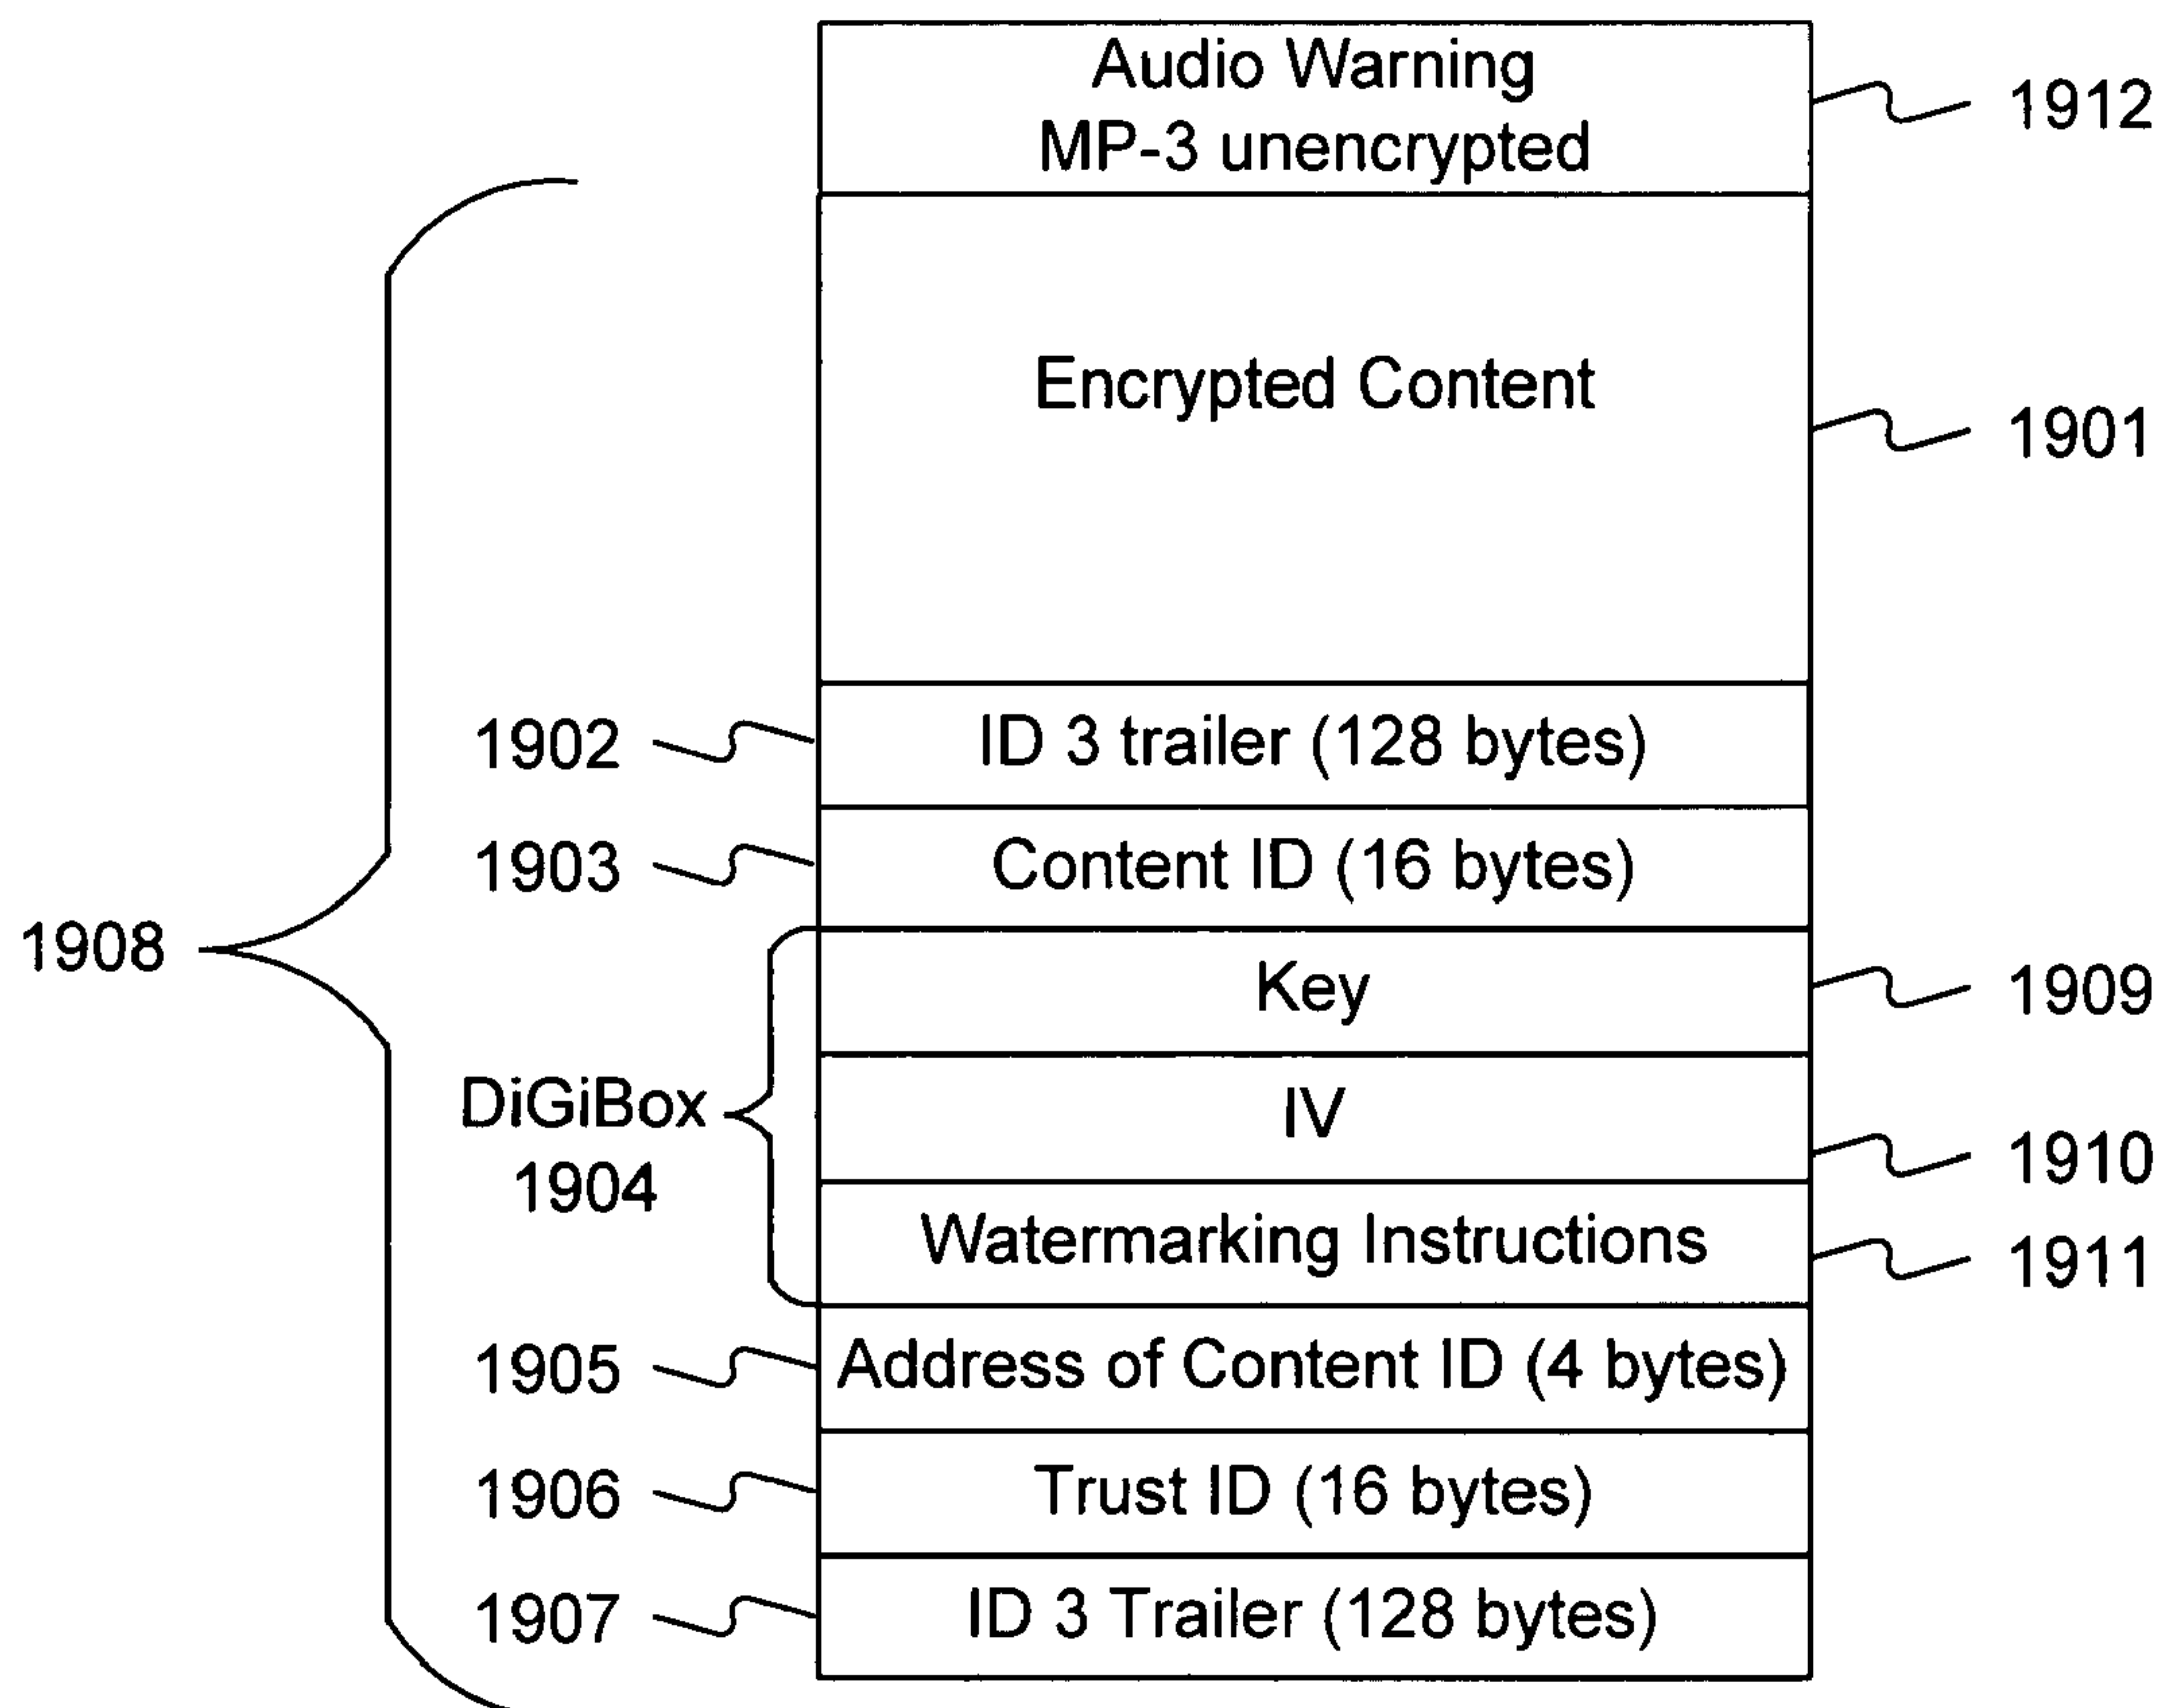 Audio Warning
MP-3 unencrypted
1912
Encrypted Content
1901
1902
ID 3 trailer (128 bytes)
1903
Content ID (16 bytes)
1908
Key
1909
DiGiBox
1904
IV
1910
Watermarking Instructions
1911
1905
Address of Content ID (4 bytes)
1906
Trust ID (16 bytes)
1907
ID 3 Trailer (128 bytes)